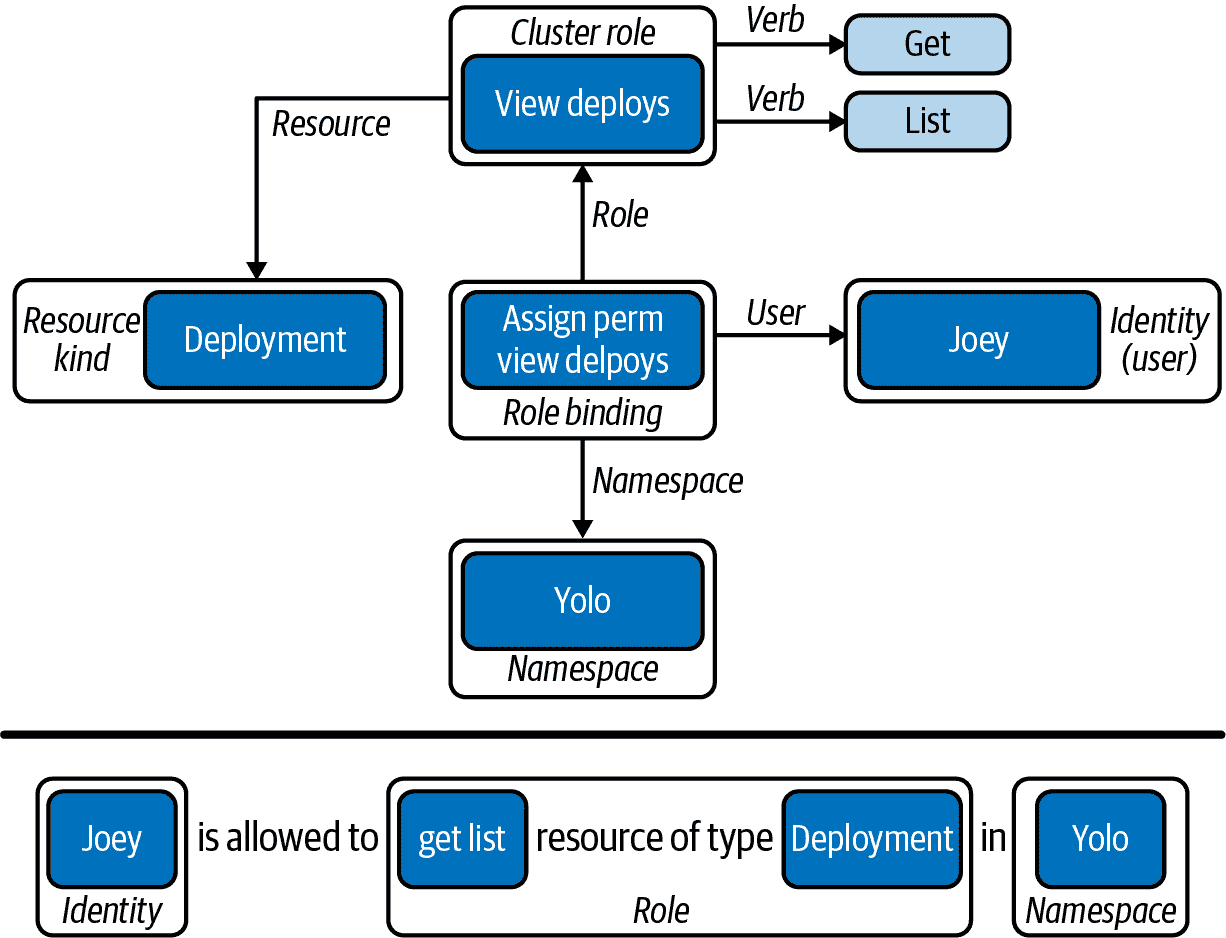 Cluster role
View deploys
Verb
Get
Verb
List
Resource
Role
Resource
kind
Deployment
Assign perm
view delpoys
Role binding
User
Joey
Identity
(user)
Namespace
Yolo
Namespace
Joey
Identity
is allowed to
get list
resource of type
Deployment
Role
in
Yolo
Namespace